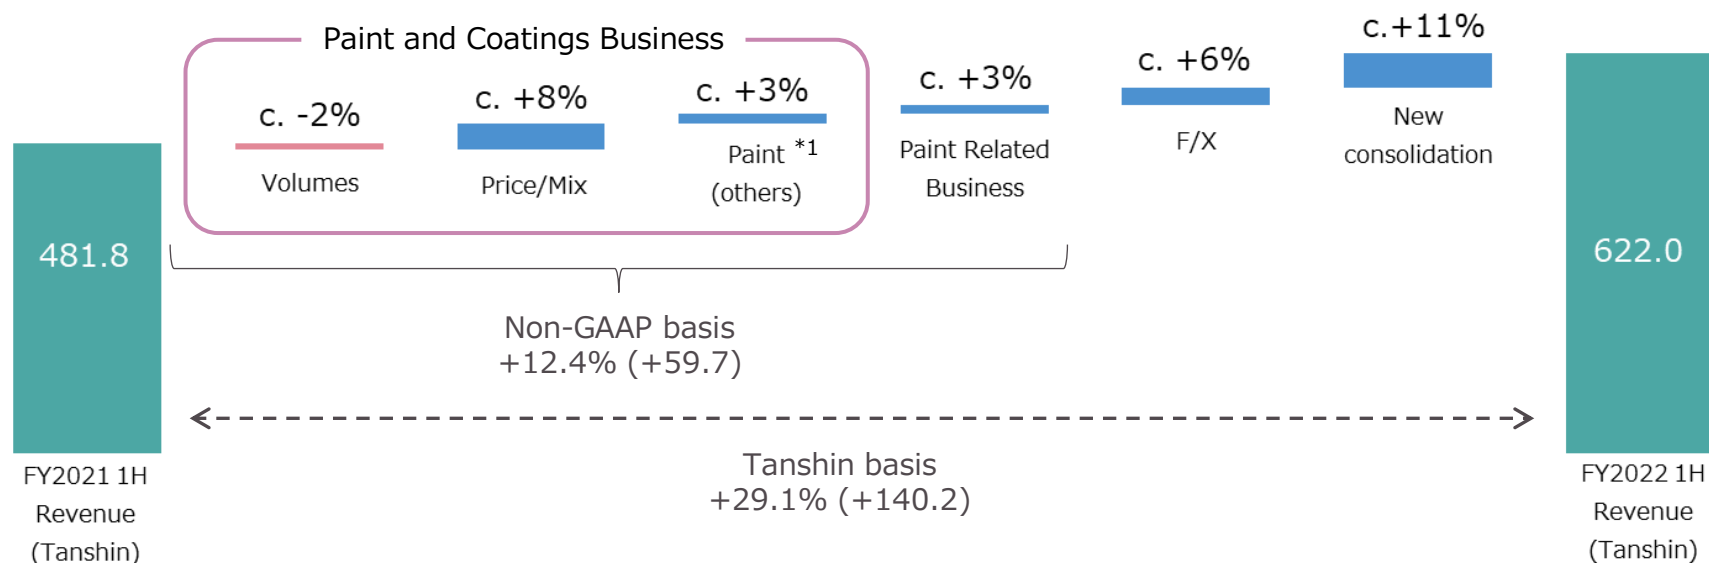 Paint and Coatings Business
c. -2%
Volumes
c. +8%
Price/Mix
c. +3%
Paint *1
(others)
c. +3%
Paint Related
Business
c. +6%
F/X
c.+11%
New
consolidation
481.8
622.0
Non-GAAP basis
+12.4% (+59.7)
Tanshin basis
+29.1% (+140.2)
FY2021 1H
Revenue
(Tanshin)
FY2022 1H
Revenue
(Tanshin)